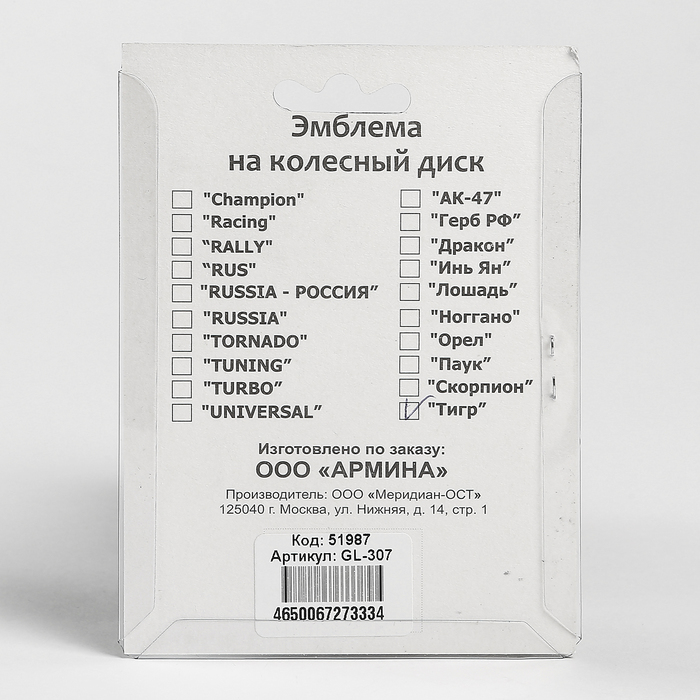 Эмблема
на колесный диск
"Champion"
"Racing"
“RALLY"
“RUS"
"RUSSIA - РОССИЯ”
"RUSSIA"
"TORNADO"
"TUNING”
"TURBO”
"UNIVERSAL”
"АК-47"
"Герб РФ”
"Дракон”
"Инь Ян”
"Лошадь”
"Ноггано"
"Орел"
"Паук”
"Скорпион”
"Тигр”
Изготовлено по заказу:
ООО «АРМИНА»
Производитель: ООО «Меридиан-ОСТ»
125040 г. Москва, ул. Нижняя, д. 14, стр. 1
Код: 51987
Артикул: GL-307
4650067273334